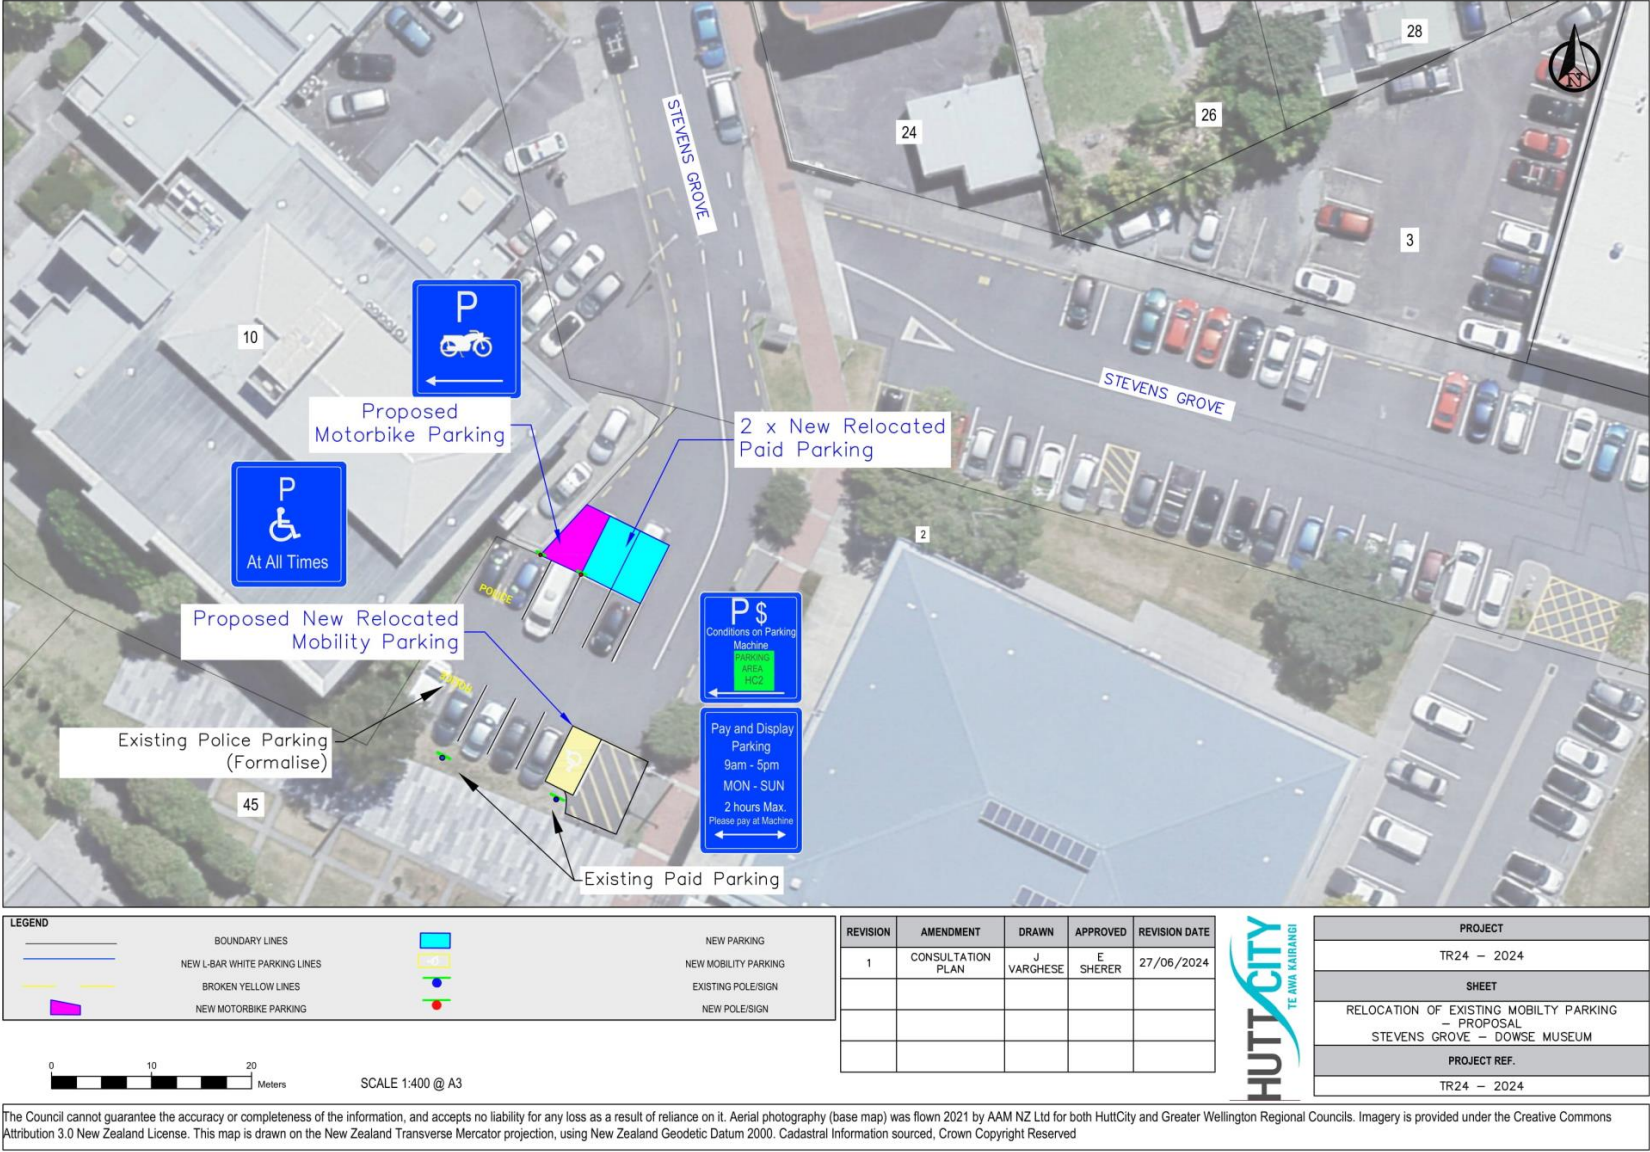 28
26
24
3
STEVENS GROVE
10
P
STEVENS GROVE
Proposed
Motorbike Parking
2 x New Relocated
Paid Parking
P
At All Times
2
POLICE
Proposed New Relocated
Mobility Parking
P $
Conditions on Parking
Machine
PARKING
AREA
HC2
Existing Police Parking
(Formalise)
Pay and Display
Parking
9am - 5pm
MON - SUN
2 hours Max.
Please pay at Machine
45
Existing Paid Parking
LEGEND
BOUNDARY LINES
NEW L-BAR WHITE PARKING LINES
BROKEN YELLOW LINES
NEW MOTORBIKE PARKING
NEW PARKING
NEW MOBILITY PARKING
EXISTING POLE/SIGN
NEW POLE/SIGN
0 10 20
Meters
SCALE 1:400 @ A3
REVISION AMENDMENT DRAWN APPROVED REVISION DATE
1 CONSULTATION PLAN J VARGHESE E SHERER 27/06/2024
HUTT CITY
TE AWA KAIRANGI
PROJECT
TR24 - 2024
SHEET
RELOCATION OF EXISTING MOBILTY PARKING
- PROPOSAL
STEVENS GROVE - DOWSE MUSEUM
PROJECT REF.
TR24 - 2024
N
The Council cannot guarantee the accuracy or completeness of the information, and accepts no liability for any loss as a result of reliance on it. Aerial photography (base map) was flown 2021 by AAM NZ Ltd for both HuttCity and Greater Wellington Regional Councils. Imagery is provided under the Creative Commons
Attribution 3.0 New Zealand License. This map is drawn on the New Zealand Transverse Mercator projection, using New Zealand Geodetic Datum 2000. Cadastral Information sourced, Crown Copyright Reserved